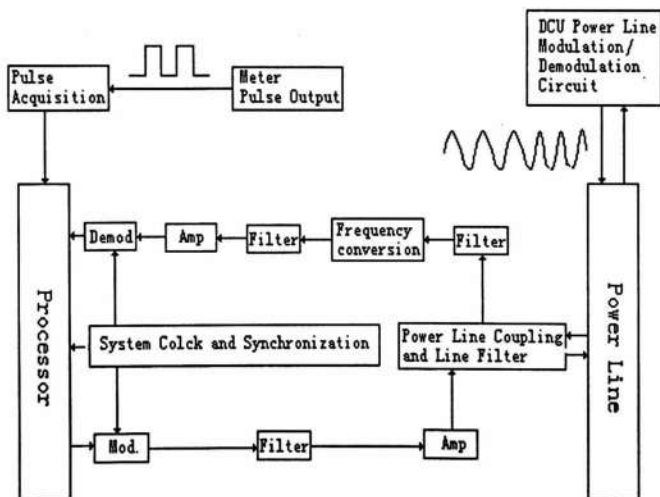 DCU Power Line
Modulation/
Demodulation
Circuit
Pulse
Acquisition
Meter
Pulse Output
Demod
Amp
Filter
Frequency
conversion
Filter
Processor
System Colck and Synchronization
Power Line Coupling
and Line Filter
Power Line
Mod.
Filter
Amp